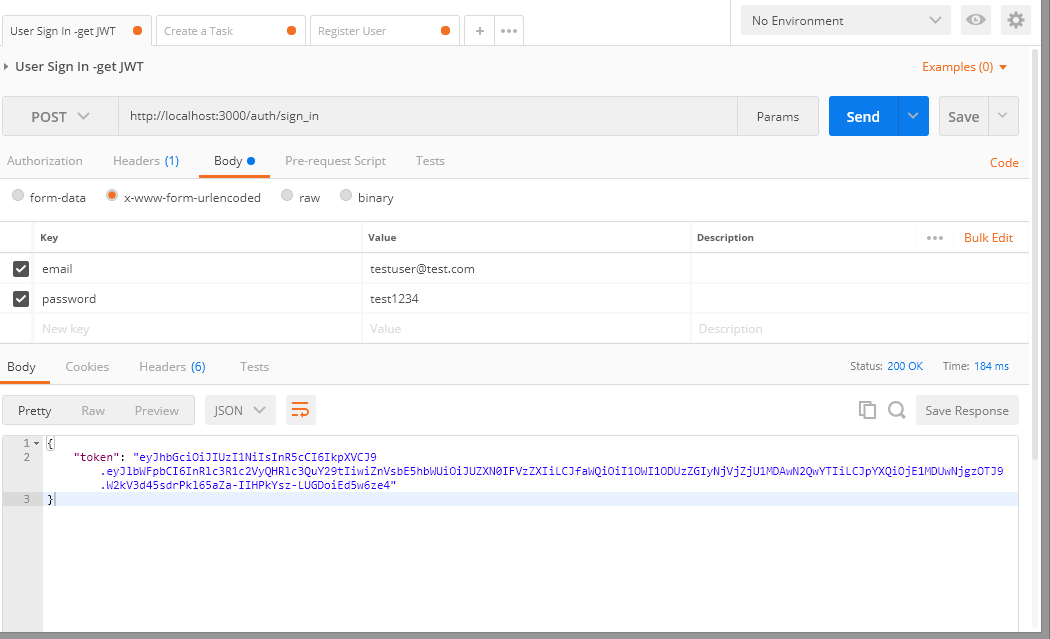 User Sign In -get JWT
Create a Task
Register User
No Environment
User Sign In -get JWT
Examples (0)
POST
http://localhost:3000/auth/sign_in
Params
Send
Save
Authorization
Headers (1)
Body
Pre-request Script
Tests
Code
form-data
x-www-form-urlencoded
raw
binary
Key
Value
Description
Bulk Edit
email
testuser@test.com
password
test1234
New key
Value
Description
Body
Cookies
Headers (6)
Tests
Status: 200 OK
Time: 184 ms
Pretty
Raw
Preview
JSON
Save Response
1 {
2 "token": "eyJhbGciOiJIUzI1NiIsInR5cCI6IkpXVCJ9
.eyJlbWFpbCI6InRlc3R1c2VyQHRlc3QuY29tIiwiZnVsbE5hbWUiOiJUZXN0IFVzZXIiLCJfaWQiOiI1OWI1ODUzZGIyNjVjZjU1MDAwN2QwYTIiLCJpYXQiOjE1MDUwNjgzOTJ9
.W2kV3d45sdrPk165aZa-IIHPkYsz-LUGDoiEd5w6ze4"
3 }